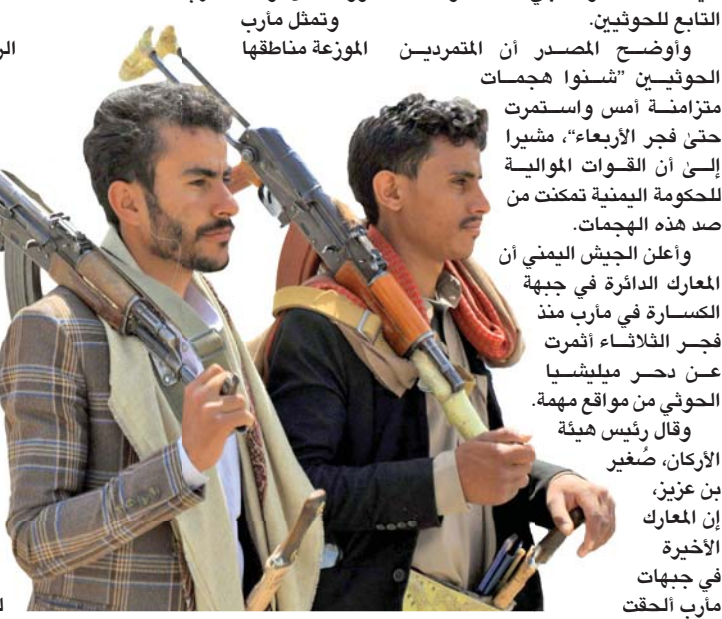 التابع للحوثيين.
وأوضح المصدر أن المتمردين
الحوثيين ”شنوا هجمات
متزامنة أمس واستمرت
حتىٰ فجر الأربعاء“، مشيرا
إلىٰ أن القوات الموالية
للحكومة اليمنية تمكنت من
صد هذه الهجمات.
وأعلن الجيش اليمني أن
المعارك الدائرة في جبهة
الكسارة في مأرب منذ
فجر الثلاثاء أثمرت
عن دحر ميليشيا
الحوثي من مواقع مهمة.
وقال رئيس هيئة
الأركان، صُغير
بن عزيز،
إن المعارك
الأخيرة
في جبهات
مأرب ألحقت
وتمثل مأرب
الموزعة مناطقها